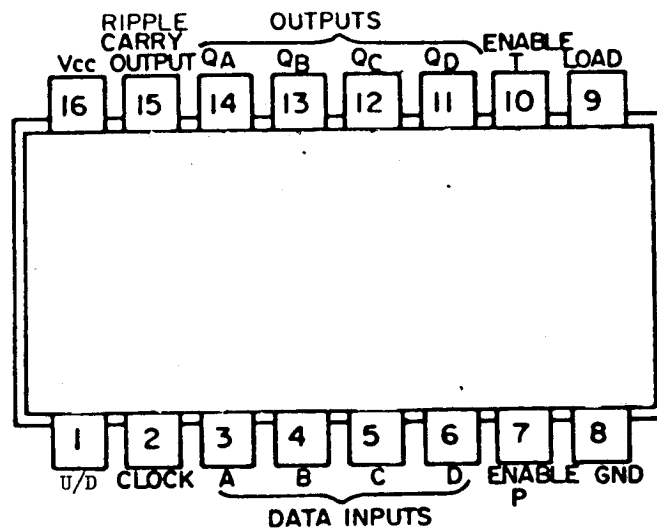 RIPPLE
CARRY
OUTPUT
OUTPUTS
Vcc QA QB QC QD ENABLE T LOAD
16 15 14 13 12 11 10 9
1 2 3 4 5 6 7 8
U/D CLOCK A B C D ENABLE P GND
DATA INPUTS